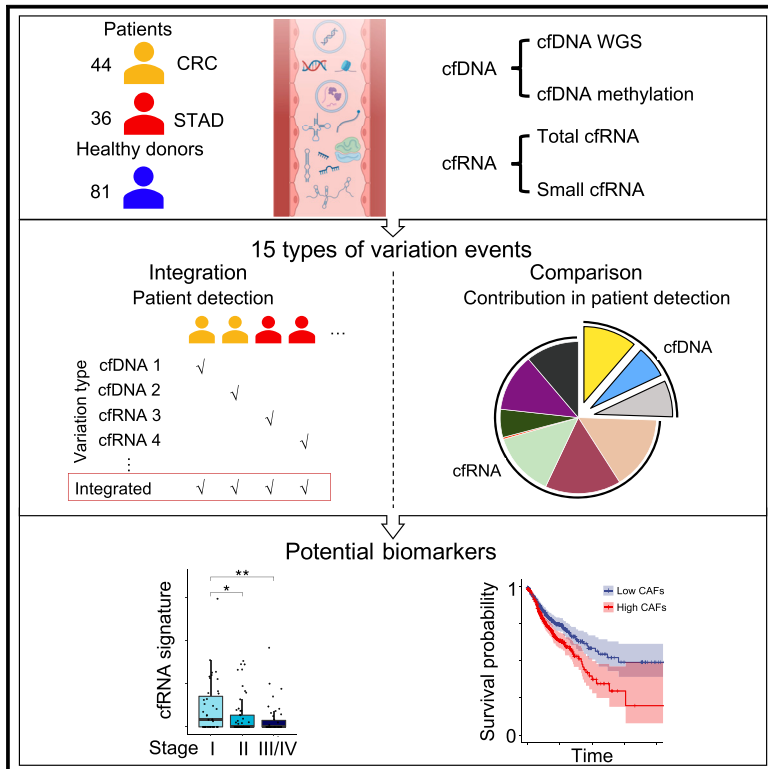 Patients
44
CRC
36
STAD
Healthy donors
81
cfDNA
cfDNA WGS
cfDNA methylation
cfRNA
Total cfRNA
Small cfRNA
15 types of variation events
Integration
Patient detection
...
Variation type
cfDNA 1
√
cfDNA 2
√
cfRNA 3
√
cfRNA 4
√
⋮
Integrated
√ √ √ √
Comparison
Contribution in patient detection
cfDNA
cfRNA
Potential biomarkers
cfRNA signature
**
*
Stage I II III/IV
Survival probability
1
0
Low CAFs
High CAFs
Time